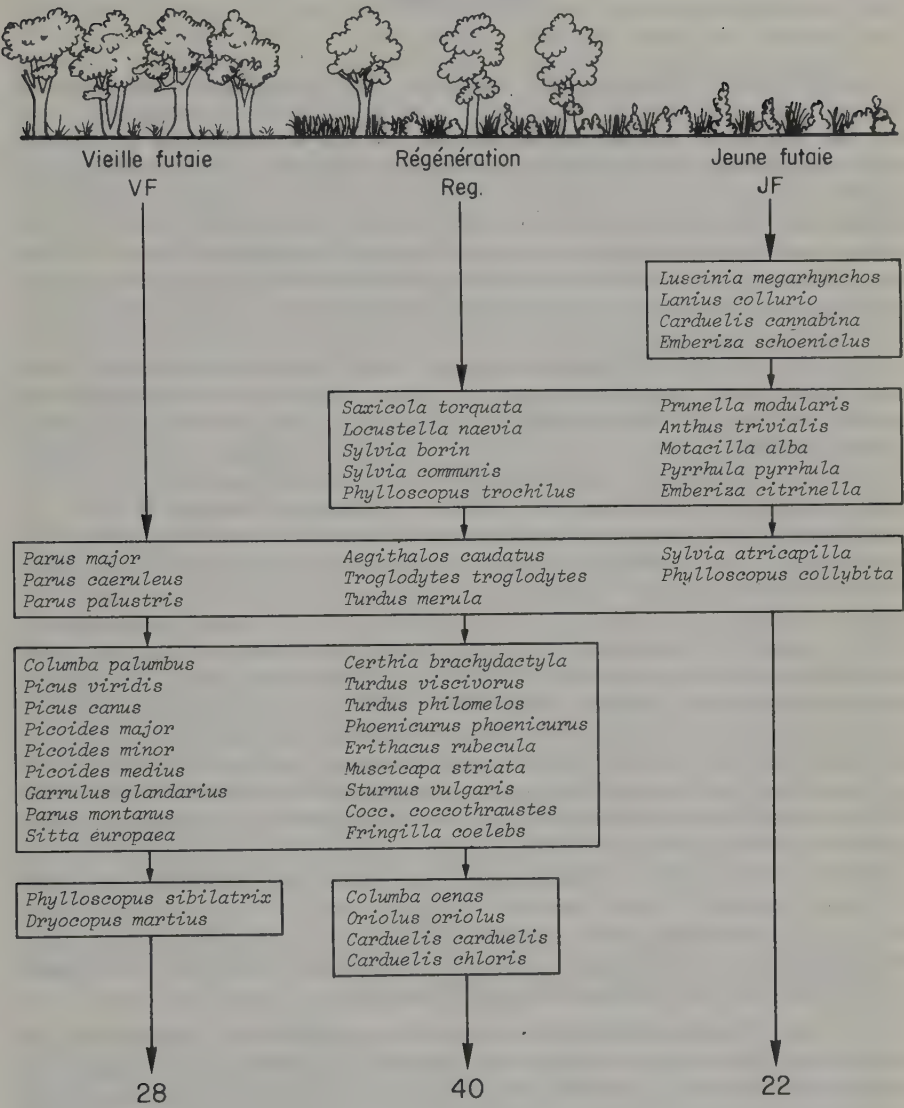 Vieille futaie
VF
Régénération
Reg.
Jeune futaie
JF
Luscinia megarhynchos
Lanius collurio
Carduelis cannabina
Emberiza schoeniclus
Saxicola torquata
Locustella naevia
Sylvia borin
Sylvia communis
Phylloscopus trochilus
Prunella modularis
Anthus trivialis
Motacilla alba
Pyrrhula pyrrhula
Emberiza citrinella
Parus major
Parus caeruleus
Parus palustris
Aegithalos caudatus
Troglodytes troglodytes
Turdus merula
Sylvia atricapilla
Phylloscopus collybita
Columba palumbus
Picus viridis
Picus canus
Picoides major
Picoides minor
Picoides medius
Garrulus glandarius
Parus montanus
Sitta europaea
Certhia brachydactyla
Turdus viscivorus
Turdus philomelos
Phoenicurus phoenicurus
Erithacus rubecula
Muscicapa striata
Sturnus vulgaris
Cocc. coccothraustes
Fringilla coelebs
Phylloscopus sibilatrix
Dryocopus martius
Columba oenas
Oriolus oriolus
Carduelis carduelis
Carduelis chloris
28
40
22